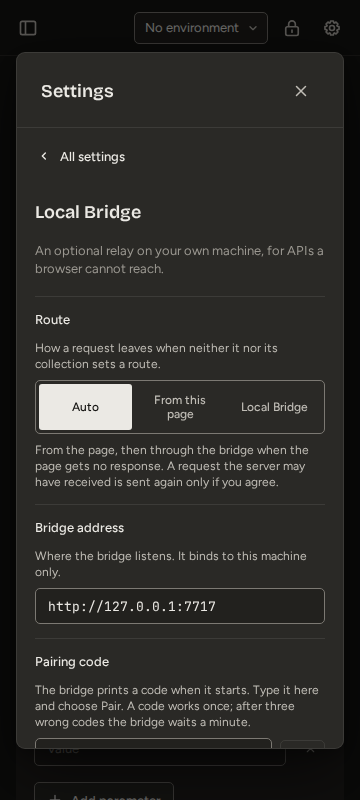 No environment
Settings
All settings
Local Bridge
An optional relay on your own machine, for APIs a
browser cannot reach.
Route
How a request leaves when neither it nor its
collection sets a route.
Auto
From this
page
Local Bridge
From the page, then through the bridge when the
page gets no response. A request the server may
have received is sent again only if you agree.
Bridge address
Where the bridge listens. It binds to this machine
only.
http://127.0.0.1:7717
Pairing code
The bridge prints a code when it starts. Type it here
and choose Pair. A code works once; after three
wrong codes the bridge waits a minute.
Value
Add parameter